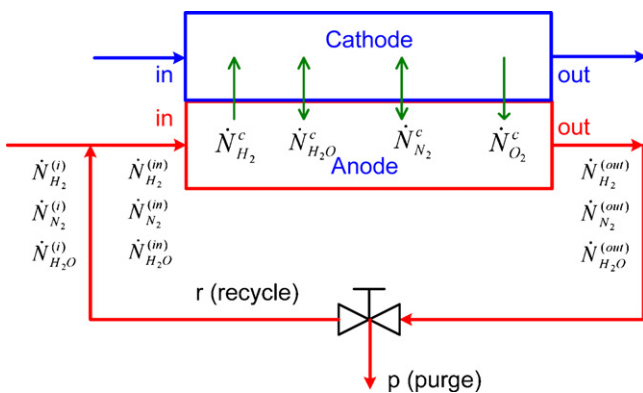 Cathode
in
out
in
out
Ṅ^c_{H_2} Ṅ^c_{H_2O} Ṅ^c_{N_2} Ṅ^c_{O_2}
Anode
Ṅ^{(i)}_{H_2} Ṅ^{(in)}_{H_2} Ṅ^{(out)}_{H_2}
Ṅ^{(i)}_{N_2} Ṅ^{(in)}_{N_2} Ṅ^{(out)}_{N_2}
Ṅ^{(i)}_{H_2O} Ṅ^{(in)}_{H_2O} Ṅ^{(out)}_{H_2O}
r (recycle)
p (purge)